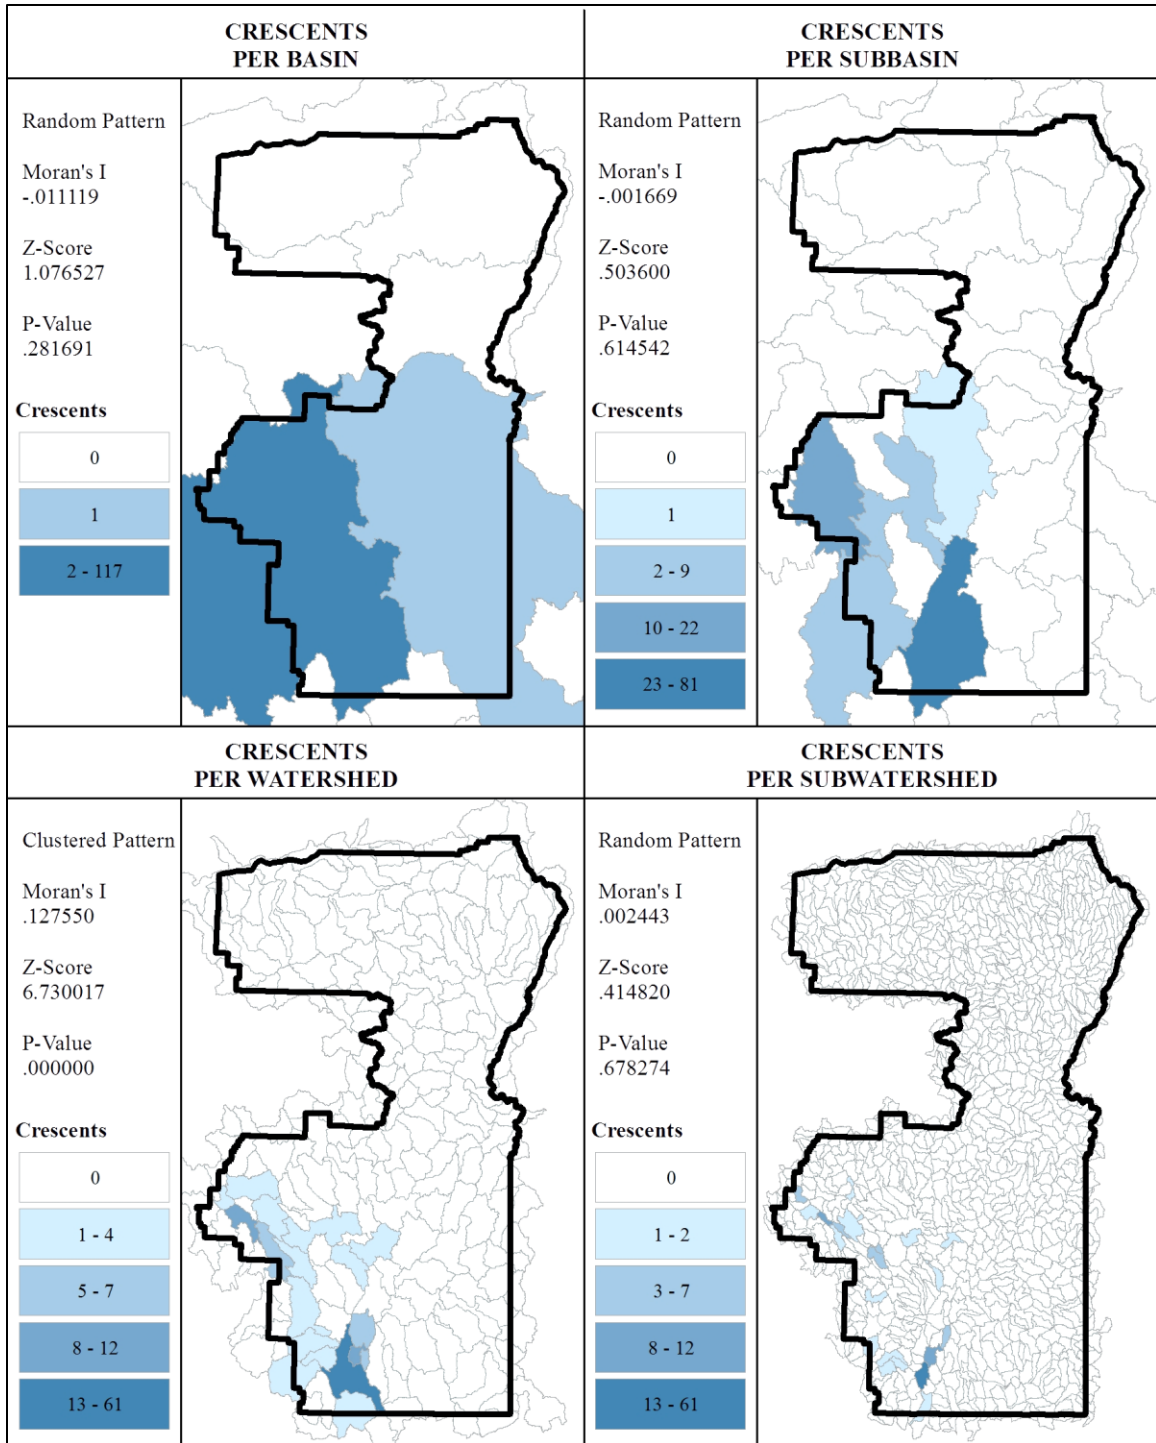 CRESCENTS
PER BASIN
Random Pattern
Moran's I
-.011119
Z-Score
1.076527
P-Value
.281691
Crescents
0
1
2 - 117
CRESCENTS
PER SUBBASIN
Random Pattern
Moran's I
-.001669
Z-Score
.503600
P-Value
.614542
Crescents
0
1
2 - 9
10 - 22
23 - 81
CRESCENTS
PER WATERSHED
Clustered Pattern
Moran's I
.127550
Z-Score
6.730017
P-Value
.000000
Crescents
0
1 - 4
5 - 7
8 - 12
13 - 61
CRESCENTS
PER SUBWATERSHED
Random Pattern
Moran's I
.002443
Z-Score
.414820
P-Value
.678274
Crescents
0
1 - 2
3 - 7
8 - 12
13 - 61